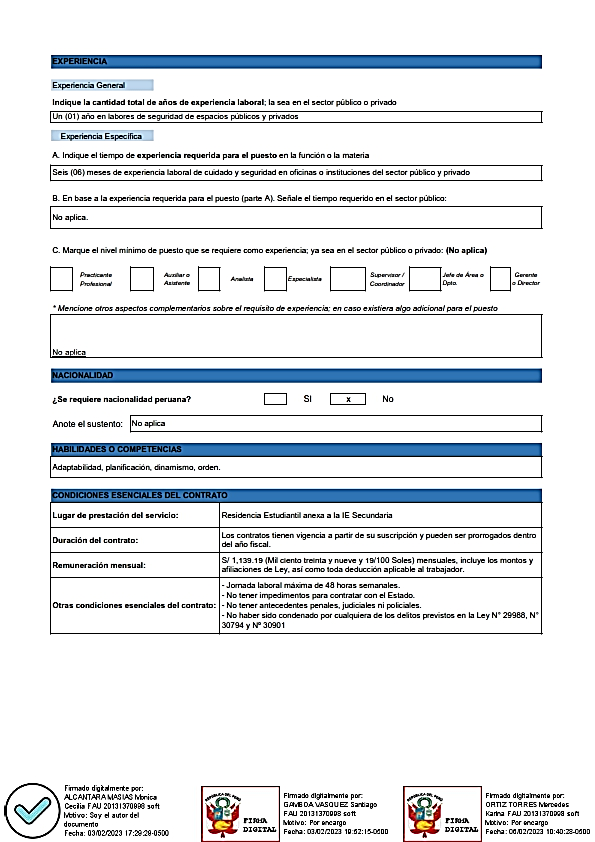 EXPERIENCIA
Experiencia General
Indique la cantidad total de años de experiencia laboral; la sea en el sector público o privado
Un (01) año en labores de seguridad de espacios públicos y privados
Experiencia Específica
A. Indique el tiempo de experiencia requerida para el puesto en la función o la materia
Seis (06) meses de experiencia laboral de cuidado y seguridad en oficinas o instituciones del sector público y privado
B. En base a la experiencia requerida para el puesto (parte A). Señale el tiempo requerido en el sector público:
No aplica.
C. Marque el nivel mínimo de puesto que se requiere como experiencia; ya sea en el sector público o privado: (No aplica)
Practicante Profesional
Auxiliar o Asistente
Analista
Especialista
Supervisor / Coordinador
Jefe de Área o Dpto.
Gerente o Director
* Mencione otros aspectos complementarios sobre el requisito de experiencia; en caso existiera algo adicional para el puesto
No aplica
NACIONALIDAD
¿Se requiere nacionalidad peruana? SI x No
Anote el sustento: No aplica
HABILIDADES O COMPETENCIAS
Adaptabilidad, planificación, dinamismo, orden.
CONDICIONES ESENCIALES DEL CONTRATO
Lugar de prestación del servicio: Residencia Estudiantil anexa a la IE Secundaria
Duración del contrato: Los contratos tienen vigencia a partir de su suscripción y pueden ser prorrogados dentro
del año fiscal.
Remuneración mensual: S/ 1,139.19 (Mil ciento treinta y nueve y 19/100 Soles) mensuales, incluye los montos y
afiliaciones de Ley, así como toda deducción aplicable al trabajador.
Otras condiciones esenciales del contrato:
- Jornada laboral máxima de 48 horas semanales.
- No tener impedimentos para contratar con el Estado.
- No tener antecedentes penales, judiciales ni policiales.
- No haber sido condenado por cualquiera de los delitos previstos en la Ley N° 29988, N°
30794 y Nº 30901
Firmado digitalmente por:
ALCANTARA MASIAS Monica
Cecilia FAU 20131370998 soft
Motivo: Soy el autor del
documento
Fecha: 03/02/2023 17:29:28-0500
REPUBLICA DEL PERU
FIRMA
DIGITAL
Firmado digitalmente por:
GAMBOA VASQUEZ Santiago
FAU 20131370998 soft
Motivo: Por encargo
Fecha: 03/02/2023 19:52:15-0500
REPUBLICA DEL PERU
FIRMA
DIGITAL
Firmado digitalmente por:
ORTIZ TORRES Mercedes
Karina FAU 20131370998 soft
Motivo: Por encargo
Fecha: 06/02/2023 10:40:28-0500